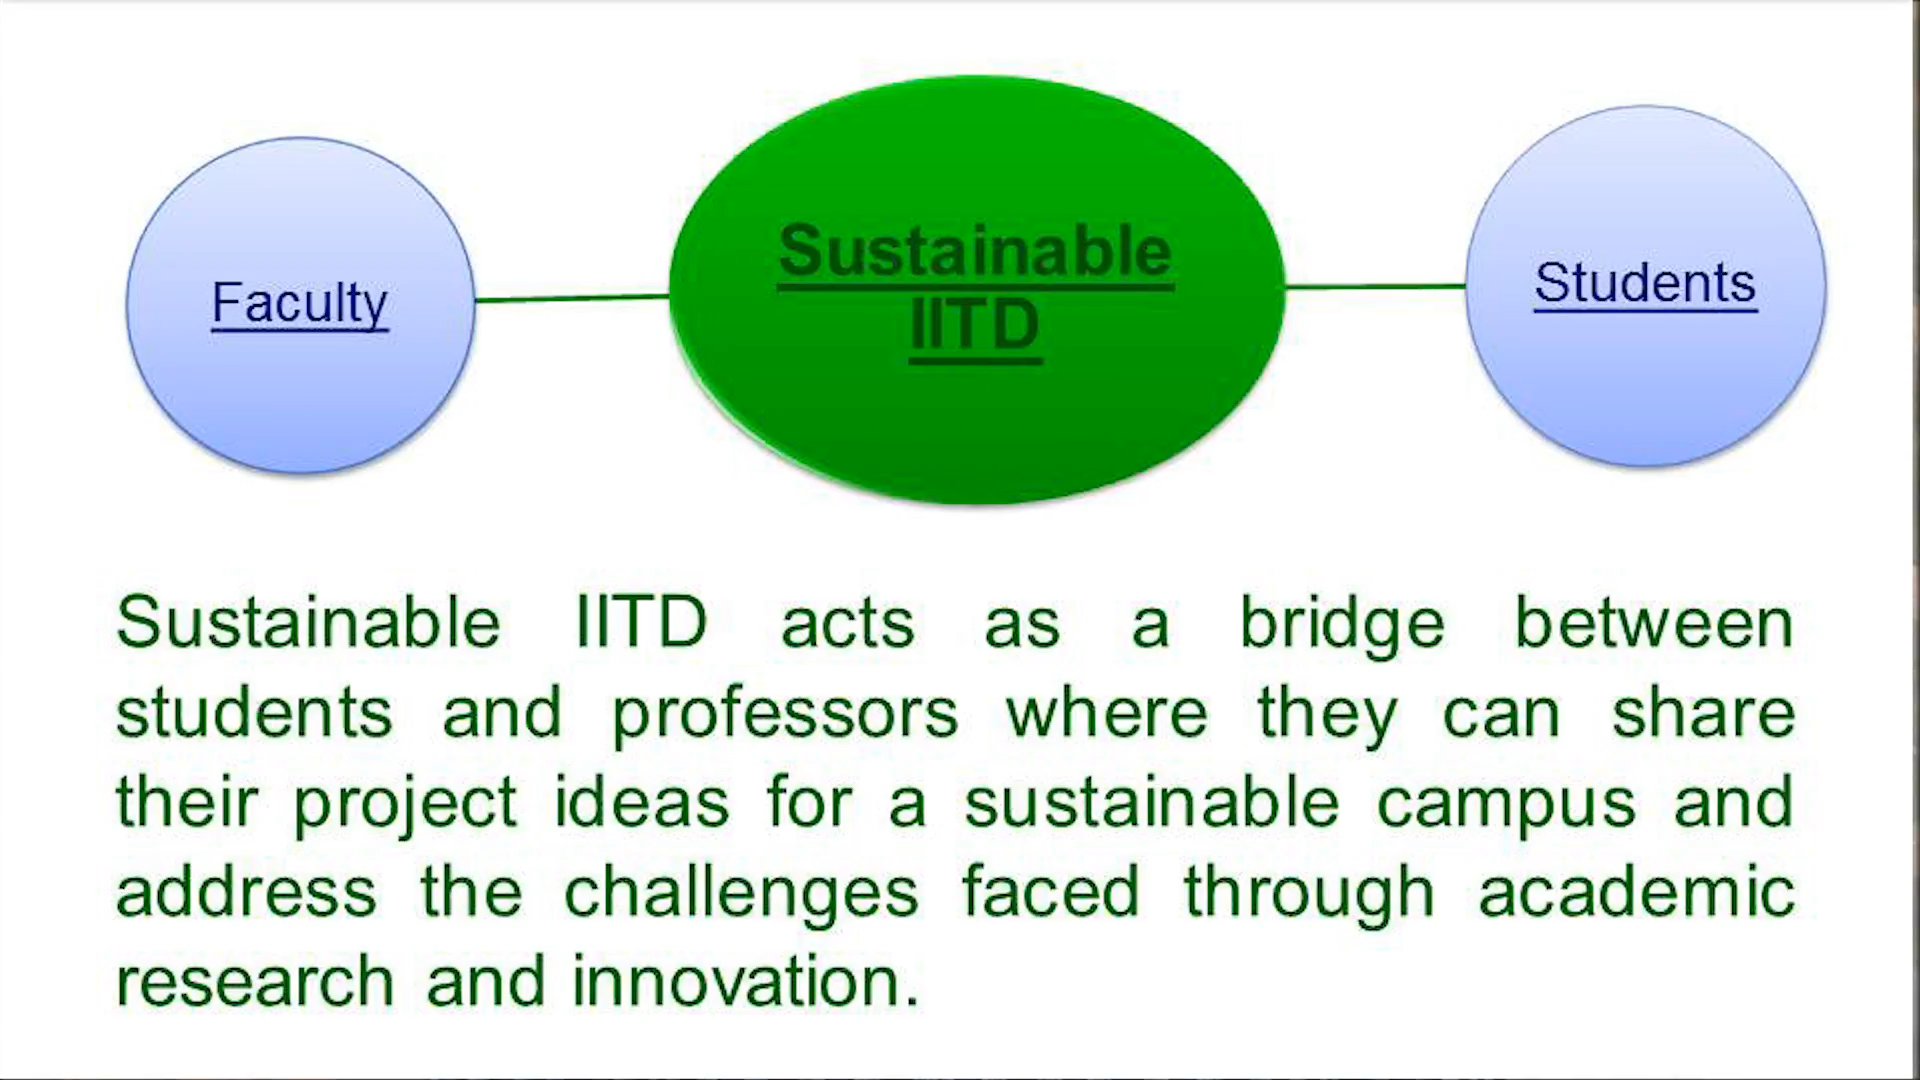 Faculty
Sustainable
IITD
Students
Sustainable IITD acts as a bridge between
students and professors where they can share
their project ideas for a sustainable campus and
address the challenges faced through academic
research and innovation.